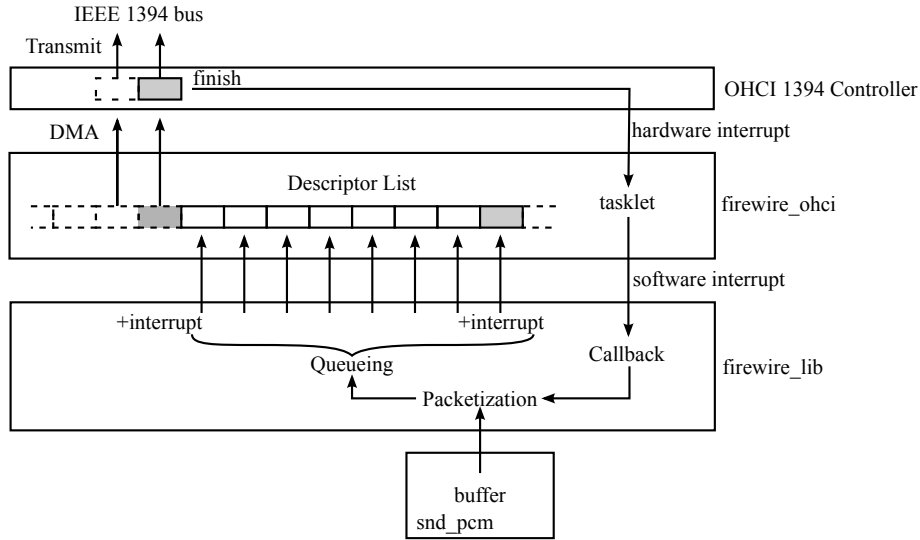 IEEE 1394 bus
Transmit
finish
OHCI 1394 Controller
DMA
hardware interrupt
Descriptor List
tasklet
firewire_ohci
software interrupt
+interrupt
+interrupt
Callback
Queueing
firewire_lib
Packetization
buffer
snd_pcm